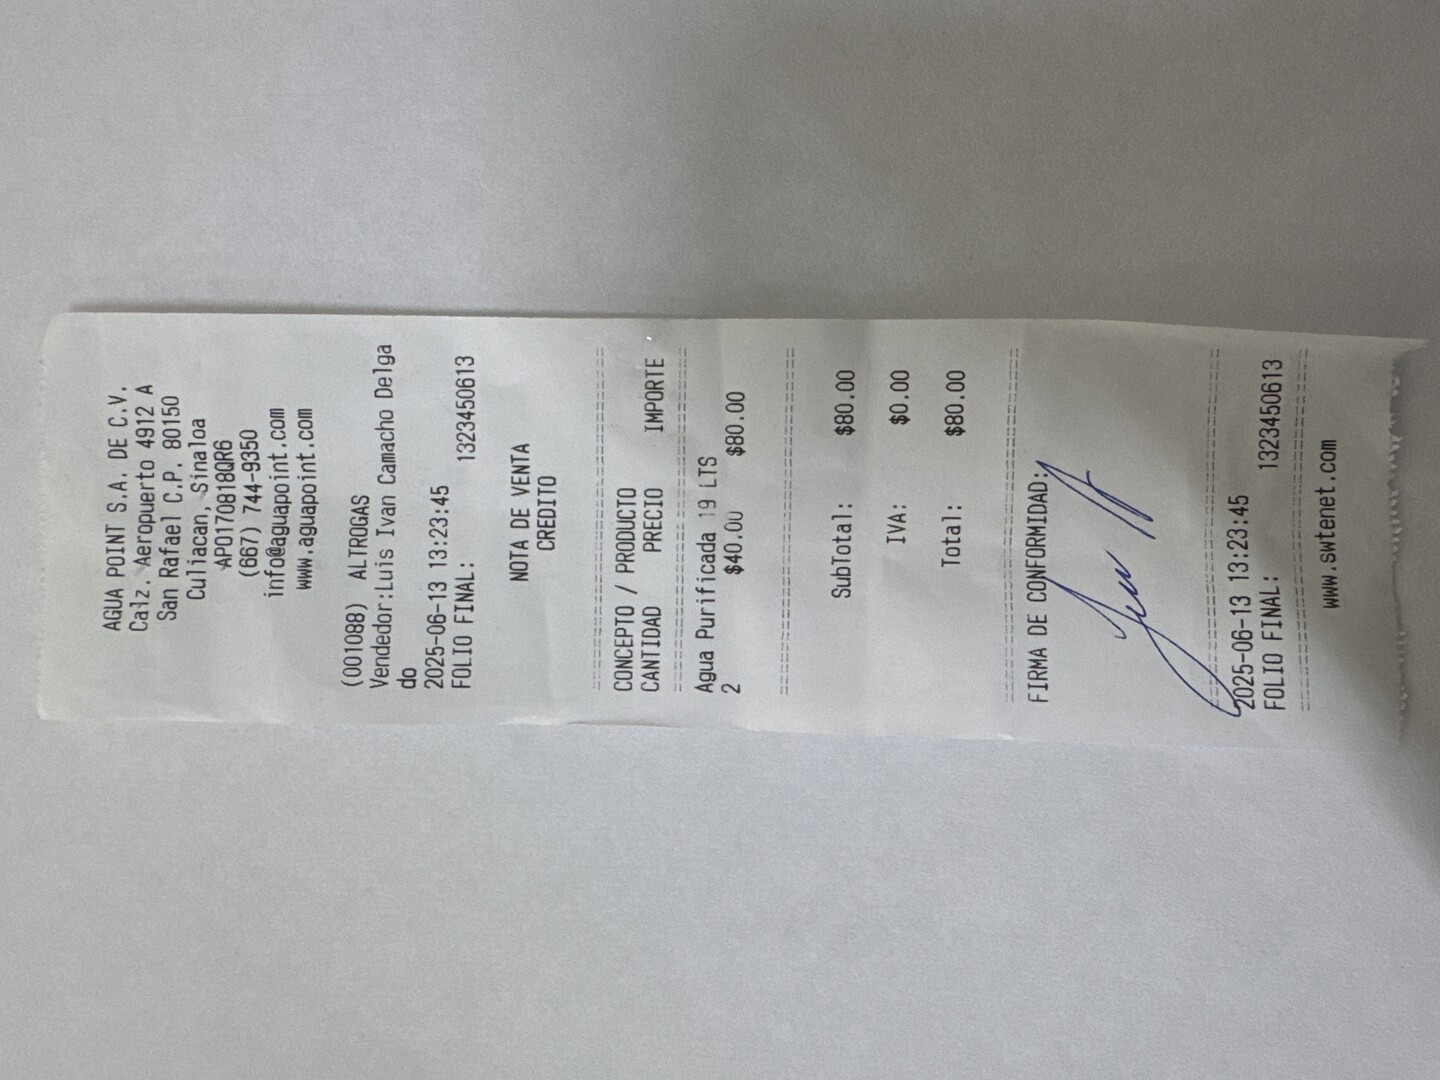 AGUA POINT S.A. DE C.V.
Calz. Aeropuerto 4912 A
San Rafael C.P. 80150
Culiacan, Sinaloa
APO170818QR6
(667) 744-9350
info@aguapoint.com
www.aguapoint.com
(001088) ALTROGAS
Vendedor:Luis Ivan Camacho Delga
do
2025-06-13 13:23:45
FOLIO FINAL: 1323450613
NOTA DE VENTA
CREDITO
================================
CONCEPTO / PRODUCTO
CANTIDAD PRECIO IMPORTE
================================
Agua Purificada 19 LTS
2 $40.00 $80.00
================================
SubTotal: $80.00
IVA: $0.00
Total: $80.00
================================
FIRMA DE CONFORMIDAD:
================================
2025-06-13 13:23:45
FOLIO FINAL: 1323450613
================================
www.swtenet.com